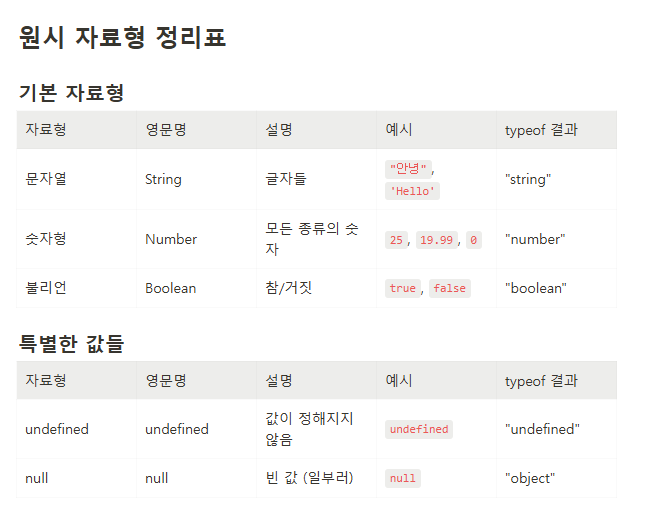 원시 자료형 정리표
기본 자료형
자료형 영문명 설명 예시 typeof 결과
문자열 String 글자들 "안녕", 'Hello' "string"
숫자형 Number 모든 종류의 숫자 25, 19.99, 0 "number"
불리언 Boolean 참/거짓 true, false "boolean"
특별한 값들
자료형 영문명 설명 예시 typeof 결과
undefined undefined 값이 정해지지 않음 undefined "undefined"
null null 빈 값 (일부러) null "object"